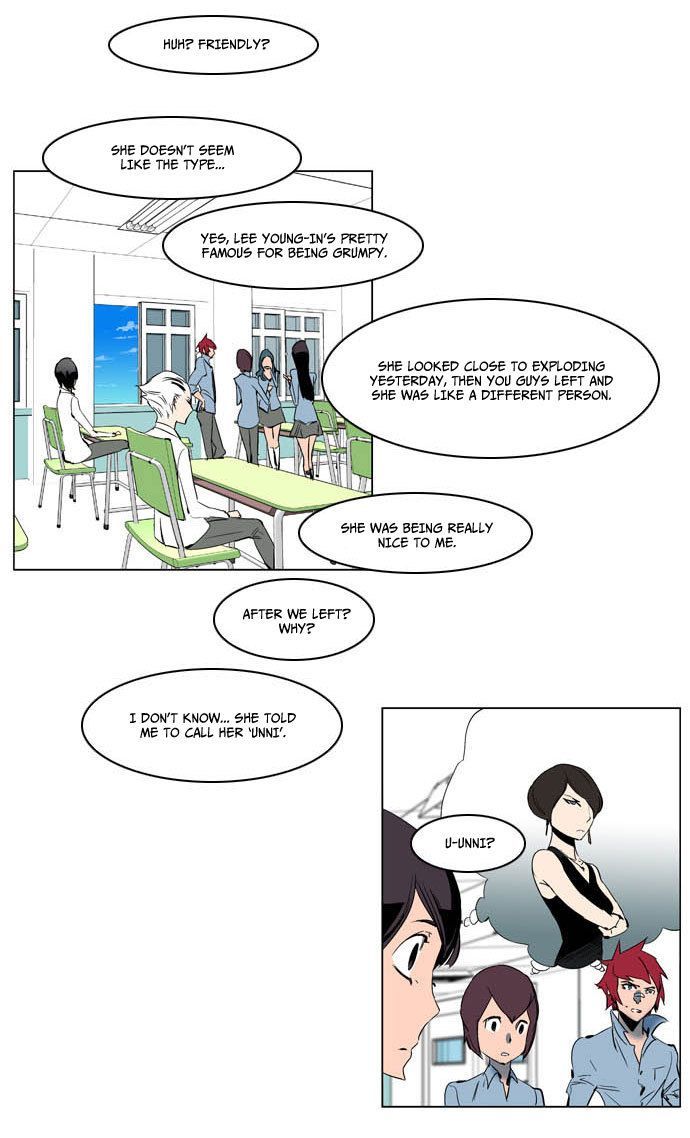 HUH? FRIENDLY?
SHE DOESN'T SEEM
LIKE THE TYPE...
YES, LEE YOUNG-IN'S PRETTY
FAMOUS FOR BEING GRUMPY.
SHE LOOKED CLOSE TO EXPLODING
YESTERDAY, THEN YOU GUYS LEFT AND
SHE WAS LIKE A DIFFERENT PERSON.
SHE WAS BEING REALLY
NICE TO ME.
AFTER WE LEFT?
WHY?
I DON'T KNOW... SHE TOLD
ME TO CALL HER 'UNNI'.
U-UNNI?